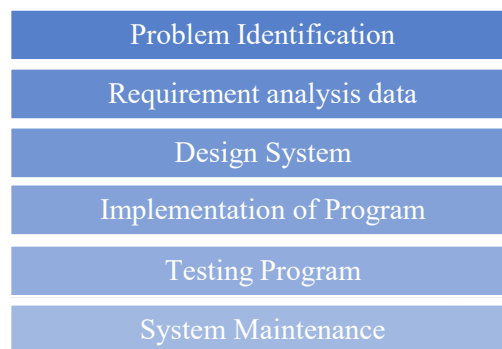 Problem Identification
Requirement analysis data
Design System
Implementation of Program
Testing Program
System Maintenance